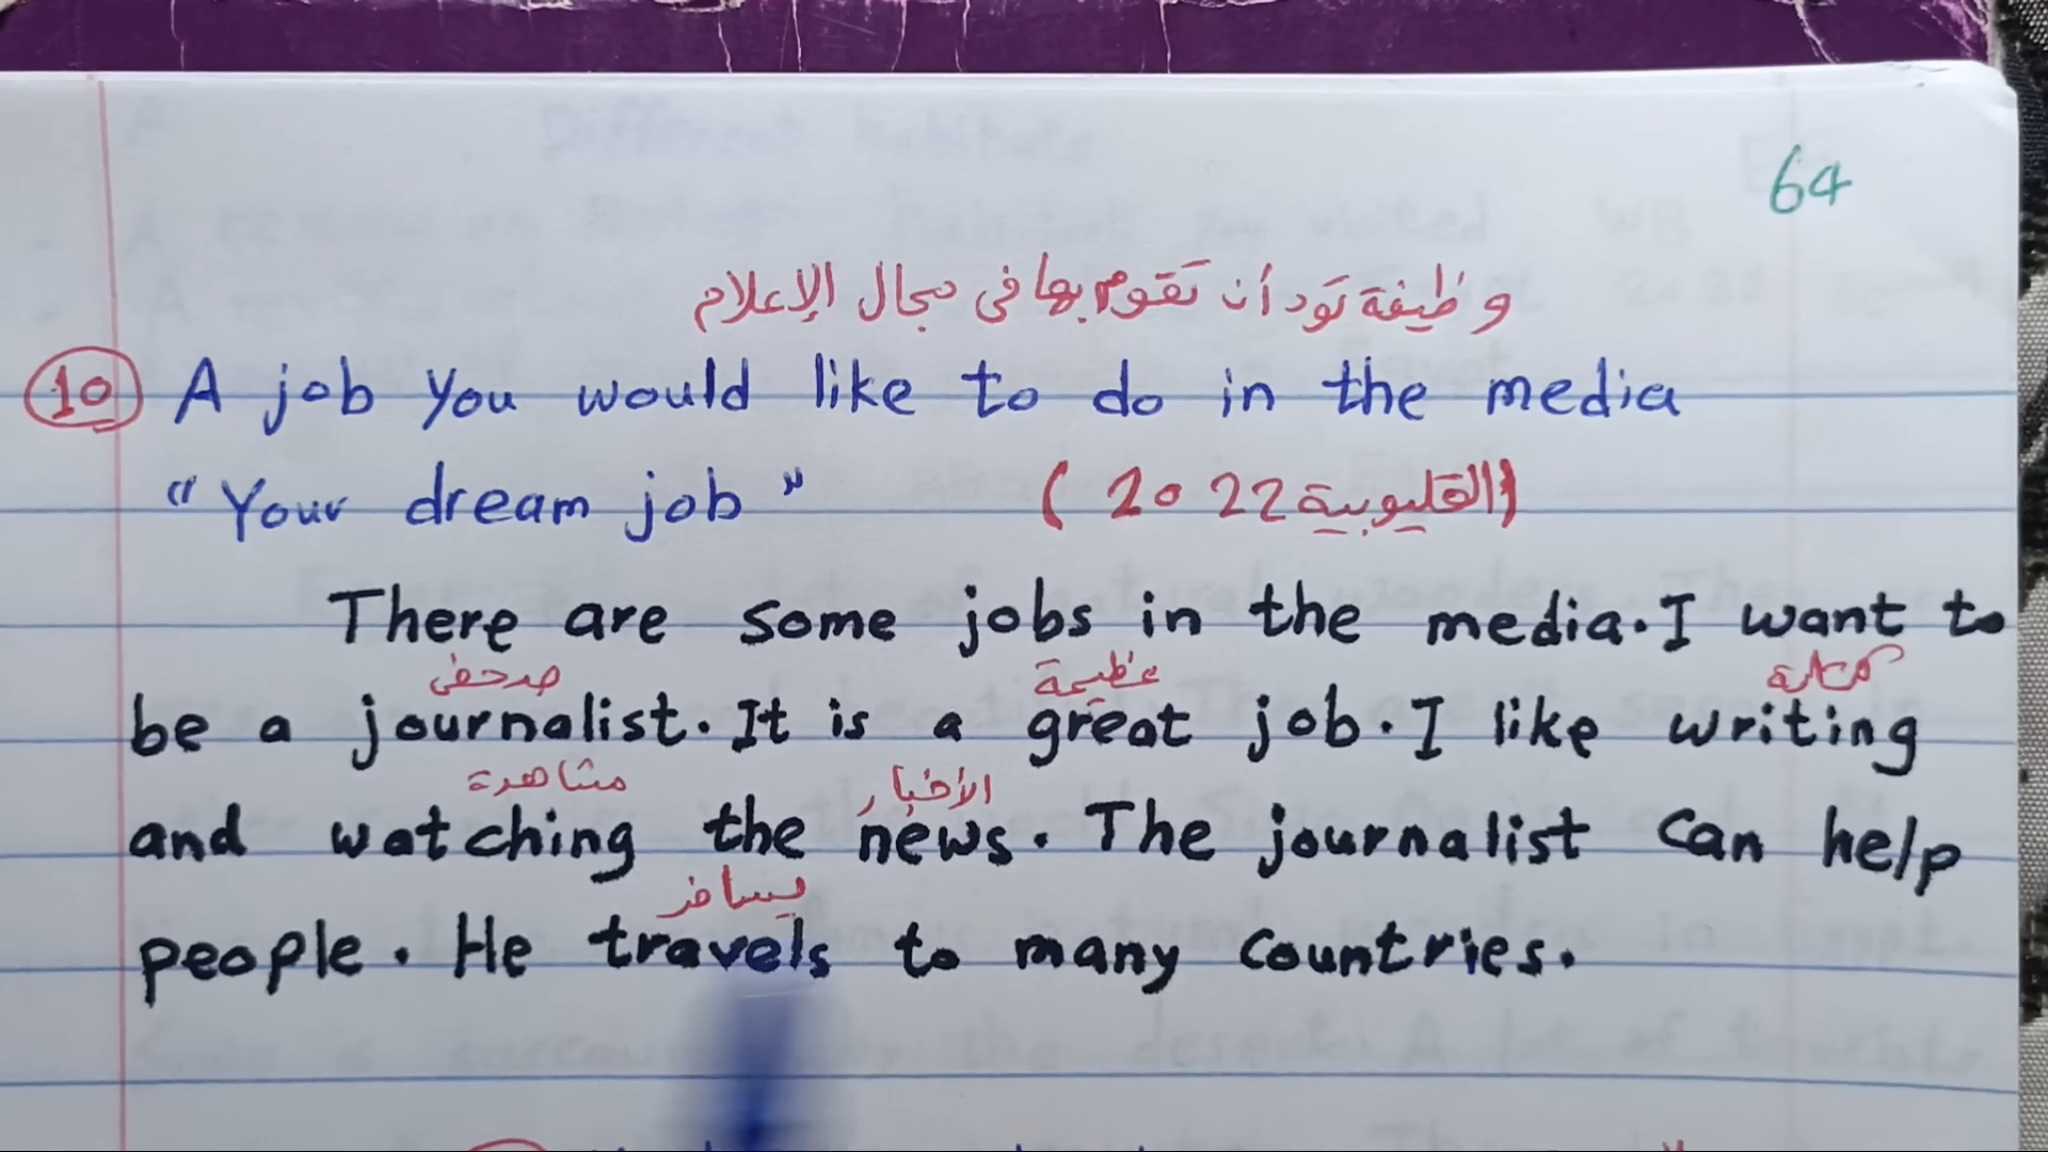 64
وظيفة تود أن تقوم بها في مجال الإعلام
10 A job you would like to do in the media
"Your dream job" (القليوبية 2022)
There are some jobs in the media. I want to
صحفى عظيمة كتابة
be a journalist. It is a great job. I like writing
مشاهدة الأخبار
and watching the news. The journalist can help
يسافر
people. He travels to many countries.